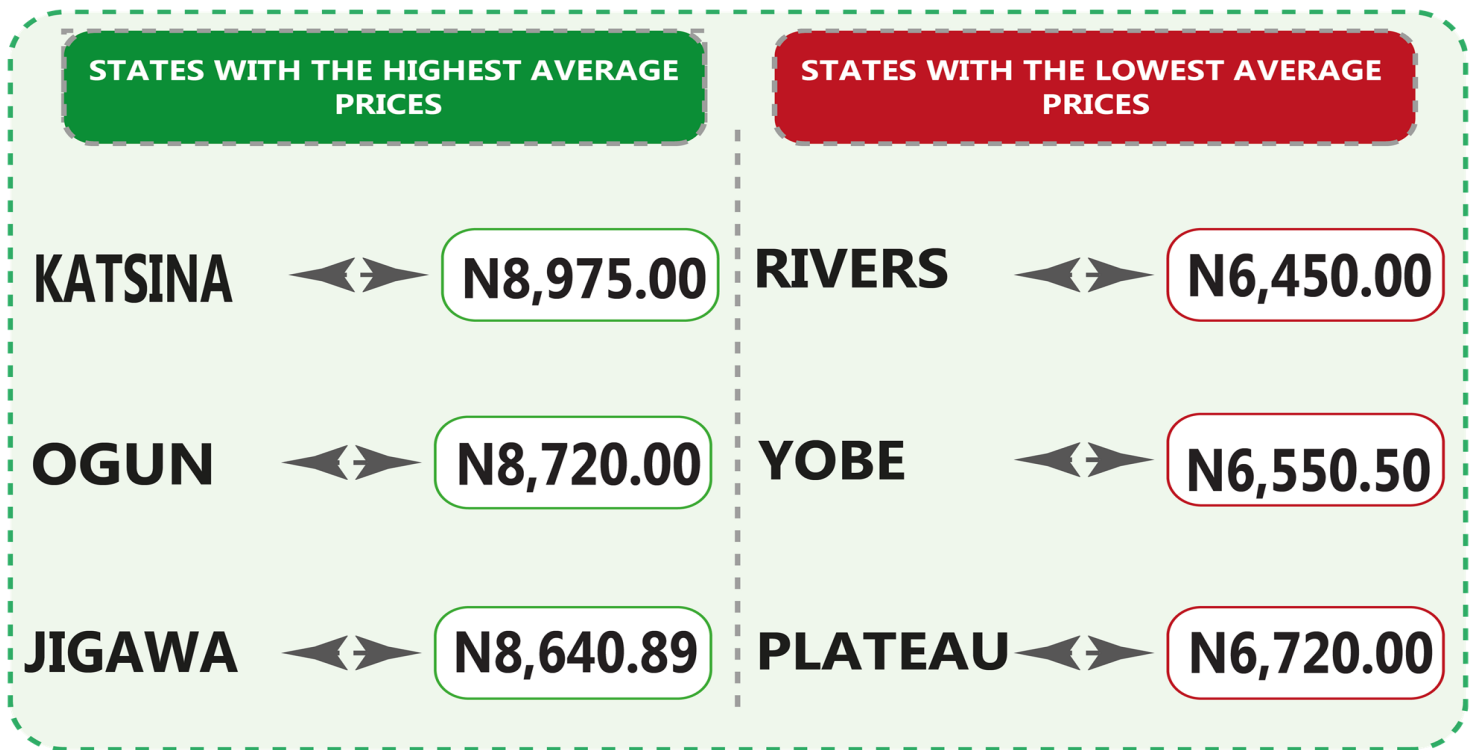 STATES WITH THE HIGHEST AVERAGE
PRICES
KATSINA N8,975.00
OGUN N8,720.00
JIGAWA N8,640.89
STATES WITH THE LOWEST AVERAGE
PRICES
RIVERS N6,450.00
YOBE N6,550.50
PLATEAU N6,720.00